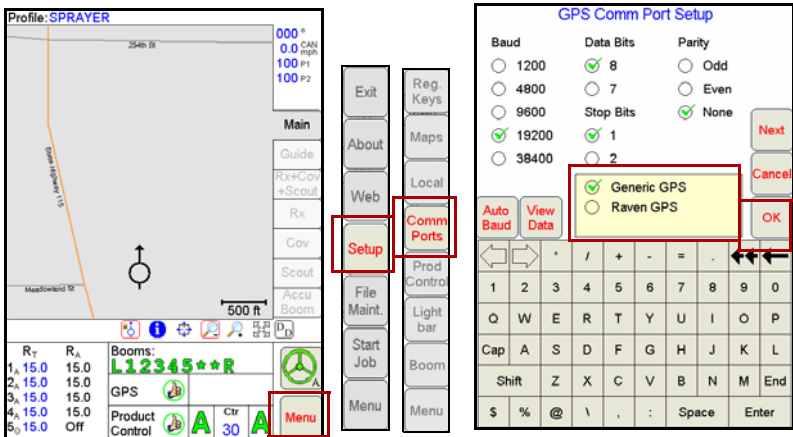 Profile: SPRAYER
254th St
State Highway 115
Meadowland St
500 ft
000 °
0.0 CAN mph
100 P1
100 P2
Main
Guide
Rx+Cov
+Scout
Rx
Cov
Scout
Accu
Boom
PD
RT RA
1A 15.0 15.0
2A 15.0 15.0
3A 15.0 15.0
4A 15.0 15.0
5O 15.0 Off
Booms:
L12345**R
GPS
Product
Control
A
Ctr
30
A
A
Menu
Exit
About
Web
Setup
File
Maint.
Start
Job
Menu
Reg.
Keys
Maps
Local
Comm
Ports
Prod
Control
Light
bar
Boom
Menu
GPS Comm Port Setup
Baud Data Bits Parity
1200 8 Odd
4800 7 Even
9600 Stop Bits None
19200 1
38400 2
Next
Cancel
OK
Generic GPS
Raven GPS
Auto
Baud
View
Data
* / + - = .
1 2 3 4 5 6 7 8 9 0
Q W E R T Y U I O P
Cap A S D F G H J K L
Shift Z X C V B N M End
$ % @ \ , : Space Enter